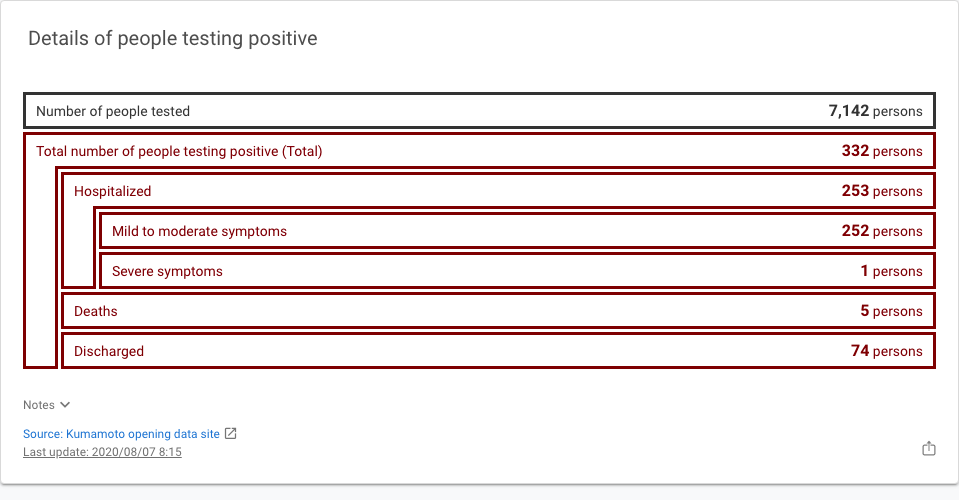 Details of people testing positive
Number of people tested 7,142 persons
Total number of people testing positive (Total) 332 persons
Hospitalized 253 persons
Mild to moderate symptoms 252 persons
Severe symptoms 1 persons
Deaths 5 persons
Discharged 74 persons
Notes
Source: Kumamoto opening data site
Last update: 2020/08/07 8:15